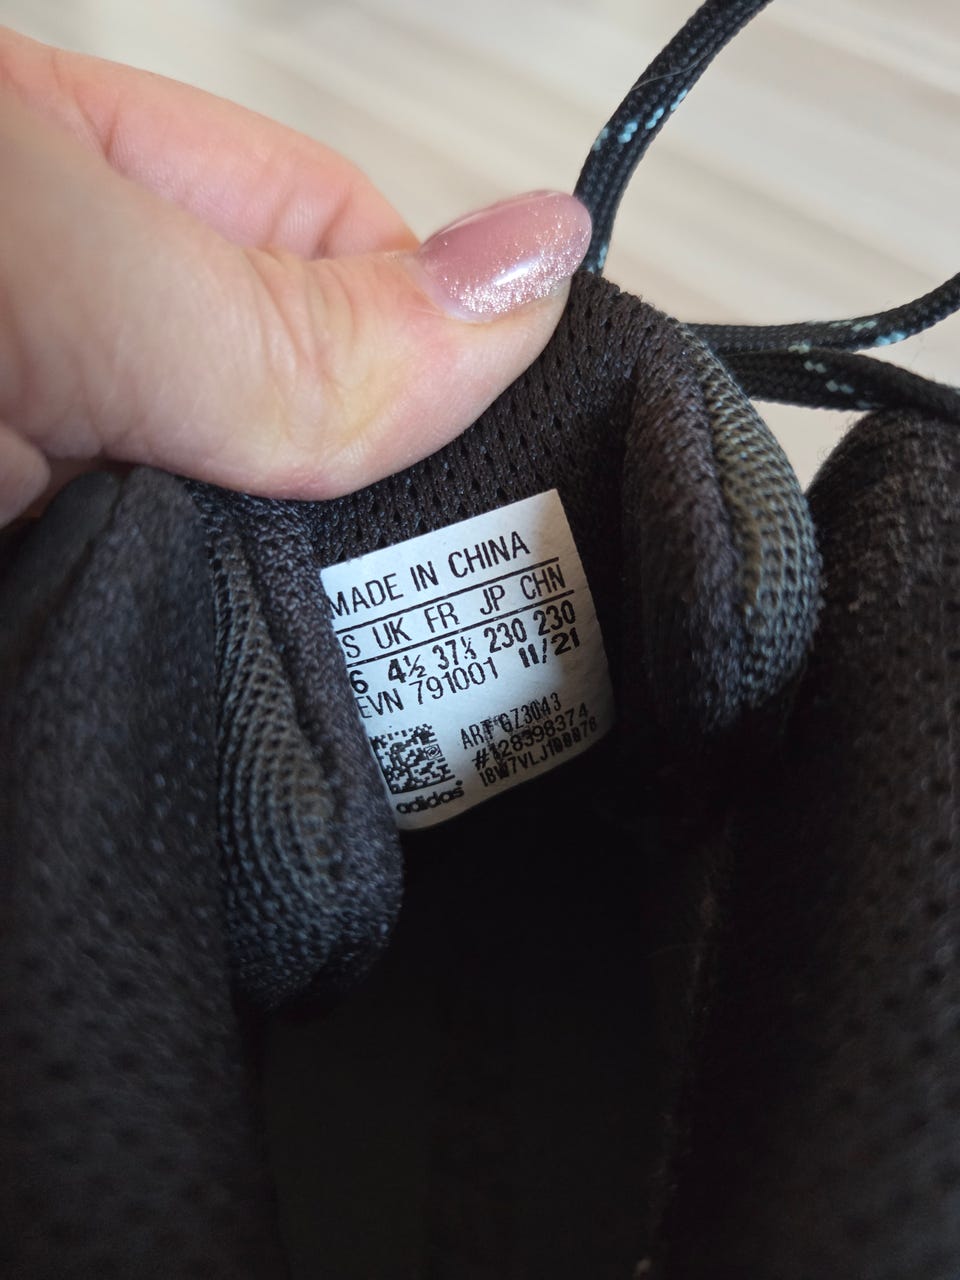 MADE IN CHINA
S UK FR JP CHN
6 4½ 37⅓ 230 230
EVN 791001 11/21
ART GZ3043
#128398374
adidas